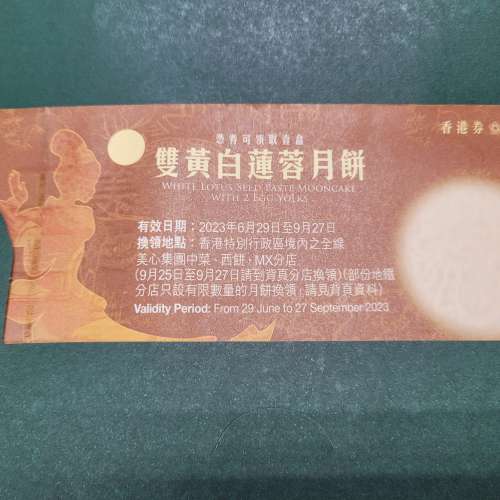 香港券
憑券可領取壹盒
雙黃白蓮蓉月餅
WHITE LOTUS SEED PASTE MOONCAKE
WITH 2 EGG YOLKS
有效日期：2023年6月29日至9月27日
換領地點：香港特別行政區境內之全線
美心集團中菜、西餅、MX分店
(9月25日至9月27日請到背頁分店換領)(部份地鐵
分店只設有限數量的月餅換領，請見背頁資料)
Validity Period: From 29 June to 27 September 2023